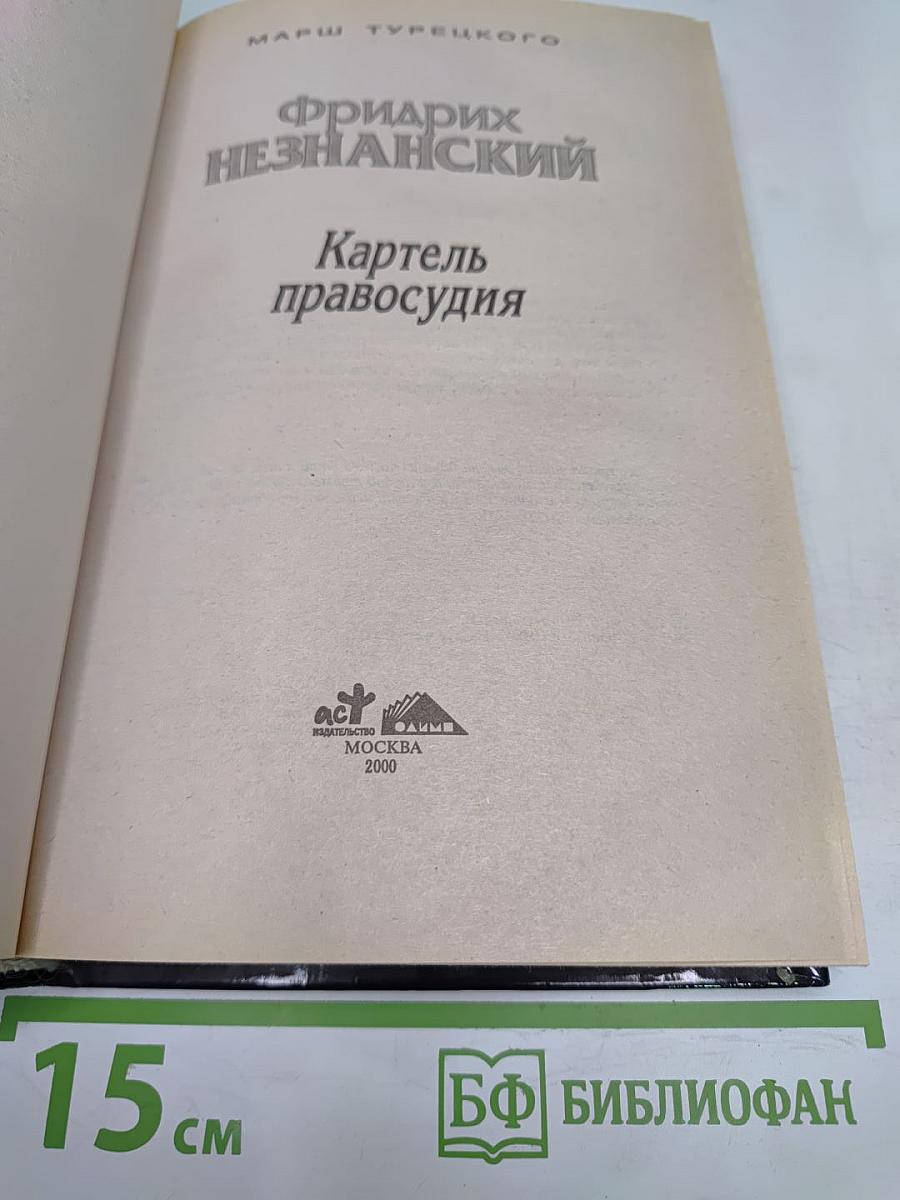 МАРШ ТУРЕЦКОГО
Фридрих
НЕЗНАНСКИЙ
Картель
правосудия
аст
ИЗДАТЕЛЬСТВО
ОЛИМП
МОСКВА
2000
15 см
БФ
БИБЛИОФАН